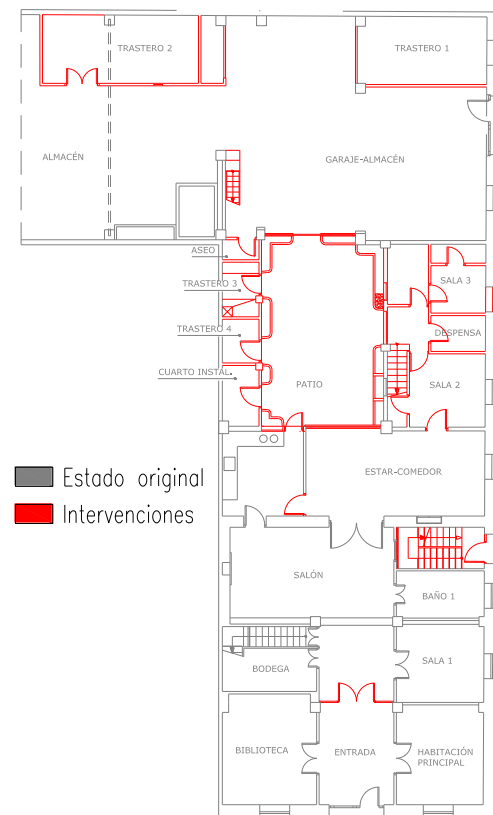 TRASTERO 2
TRASTERO 1
ALMACÉN
GARAJE-ALMACÉN
ASEO
SALA 3
TRASTERO 3
TRASTERO 4
DESPENSA
CUARTO INSTAL.
PATIO
SALA 2
ESTAR-COMEDOR
Estado original
Intervenciones
SALÓN
BAÑO 1
BODEGA
SALA 1
BIBLIOTECA
ENTRADA
HABITACIÓN
PRINCIPAL